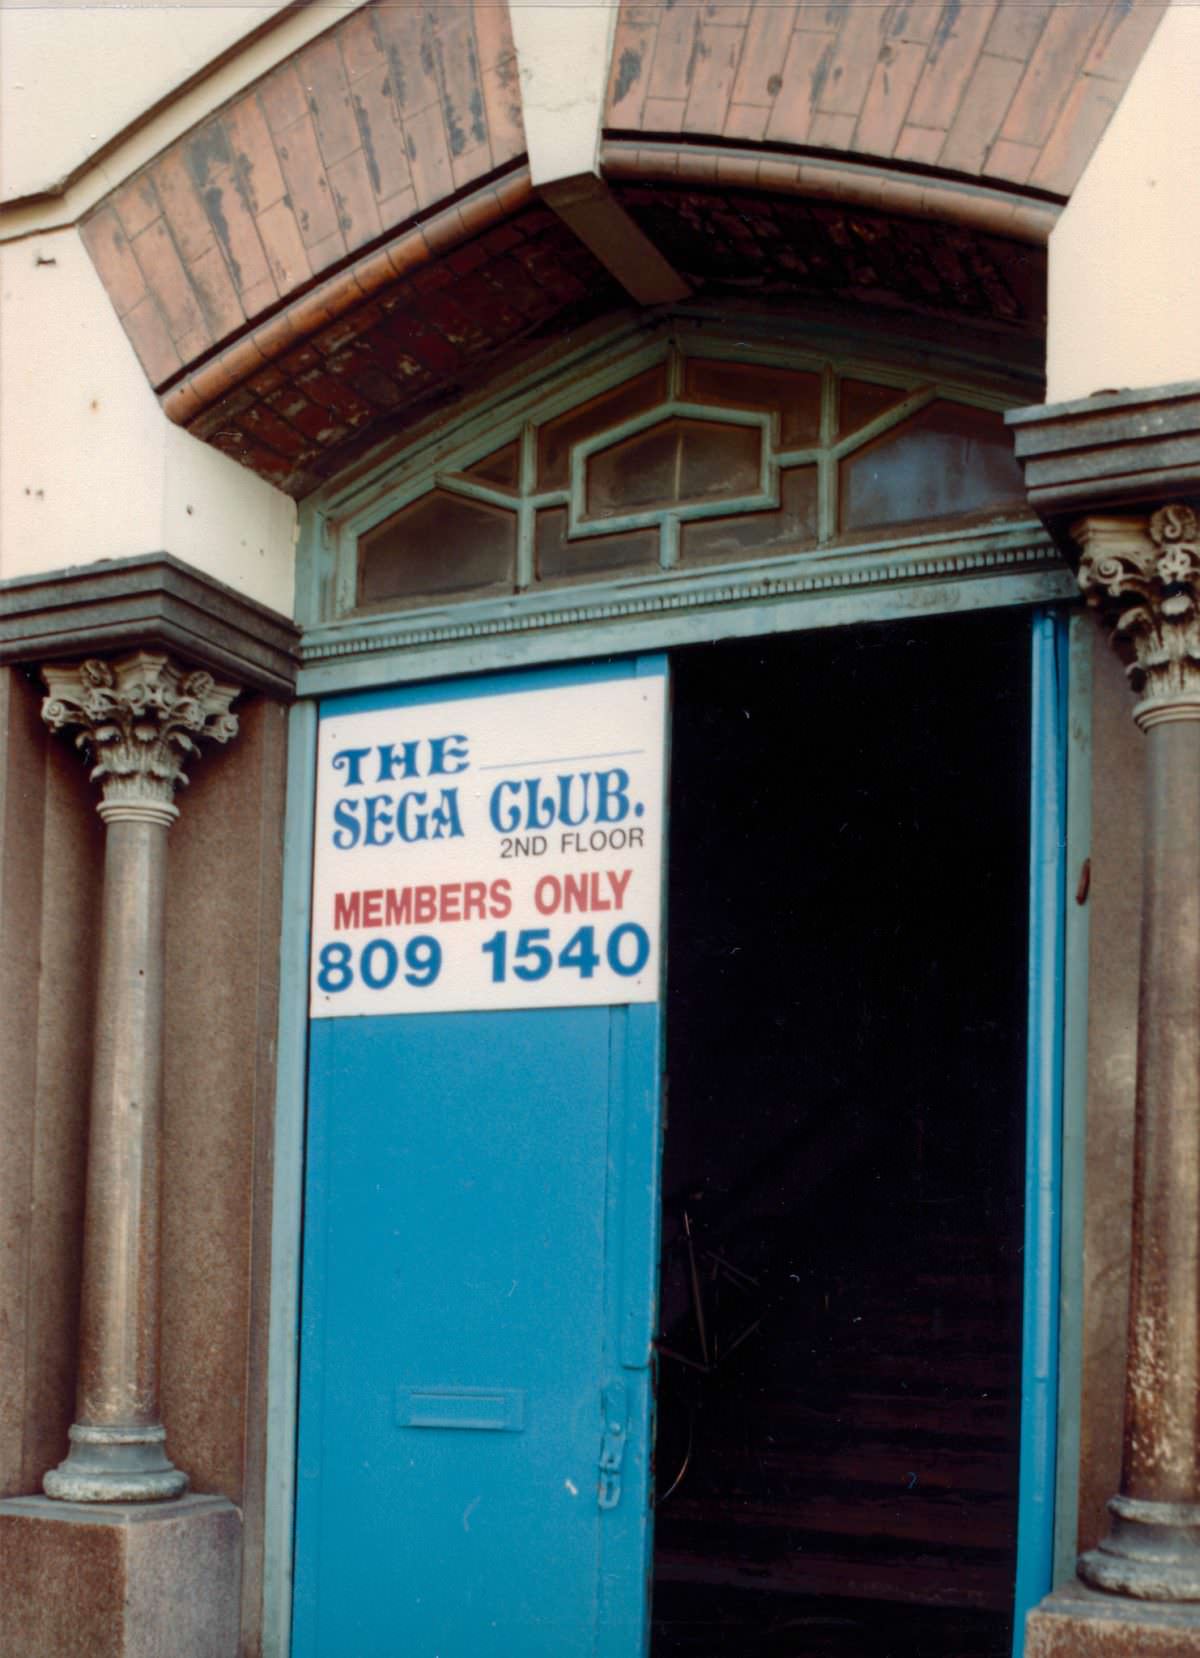 THE
SEGA CLUB.
2ND FLOOR
MEMBERS ONLY
809 1540